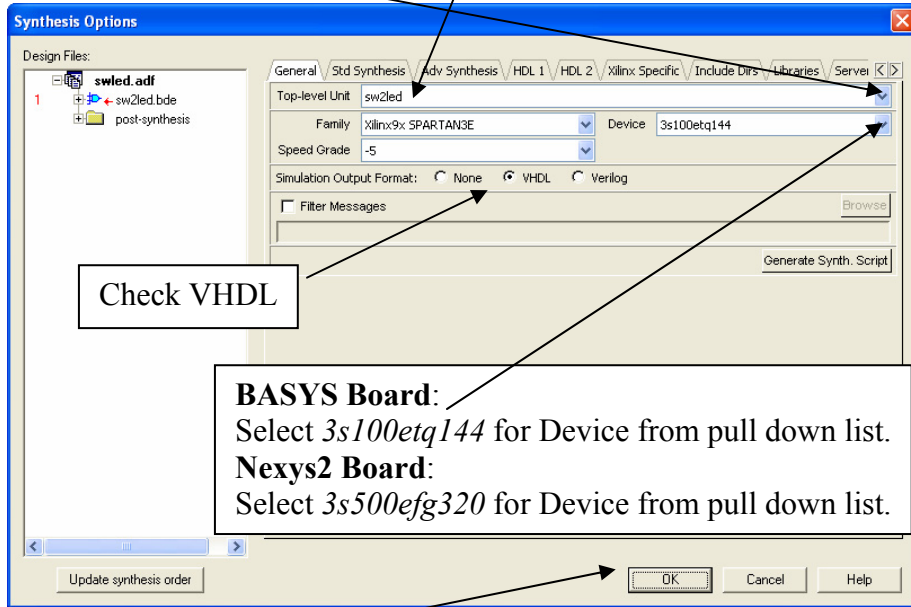 Synthesis Options
Design Files:
swled.adf
1 sw2led.bde
post-synthesis
General Std Synthesis Adv Synthesis HDL 1 HDL 2 Xilinx Specific Include Dirs Libraries Server
Top-level Unit sw2led
Family Xilinx9x SPARTAN3E Device 3s100etq144
Speed Grade -5
Simulation Output Format: None VHDL Verilog
Filter Messages Browse
Generate Synth. Script
Check VHDL
BASYS Board:
Select 3s100etq144 for Device from pull down list.
Nexys2 Board:
Select 3s500efg320 for Device from pull down list.
Update synthesis order OK Cancel Help